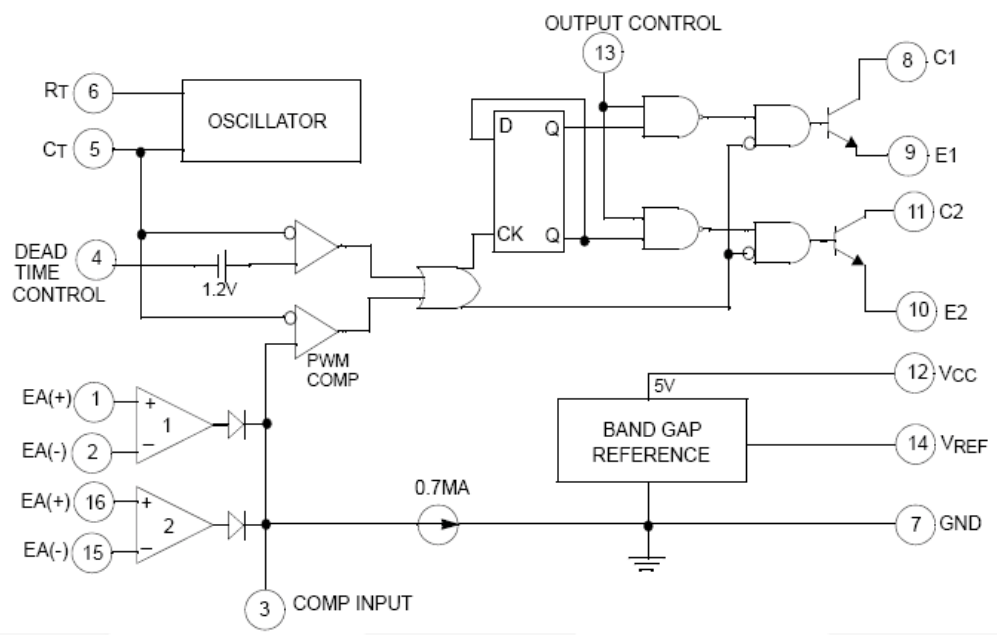 OUTPUT CONTROL
13
8 C1
RT 6
OSCILLATOR
CT 5
D
Q
9 E1
11 C2
CK Q
DEAD
TIME
CONTROL
4
1.2V
10 E2
PWM
COMP
12 VCC
5V
EA(+) 1
+
1
EA(-) 2
−
BAND GAP
REFERENCE
14 VREF
0.7MA
EA(+) 16
+
2
EA(-) 15
−
7 GND
3 COMP INPUT